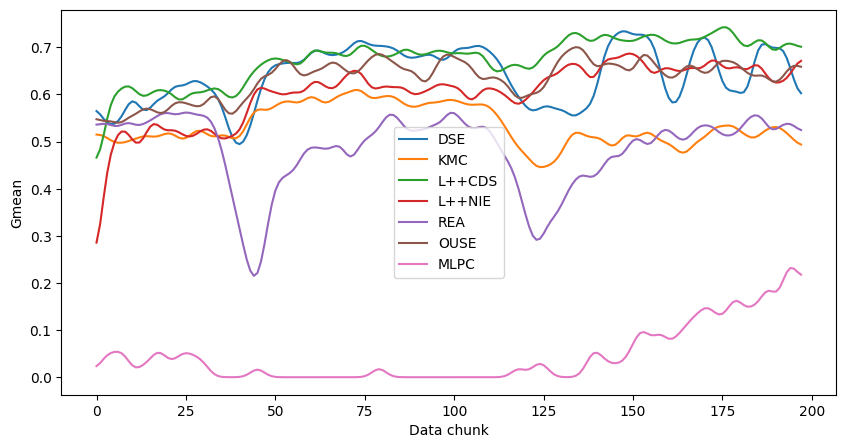 Gmean
0.7
0.6
0.5
0.4
0.3
0.2
0.1
0.0
DSE
KMC
L++CDS
L++NIE
REA
OUSE
MLPC
0 25 50 75 100 125 150 175 200
Data chunk